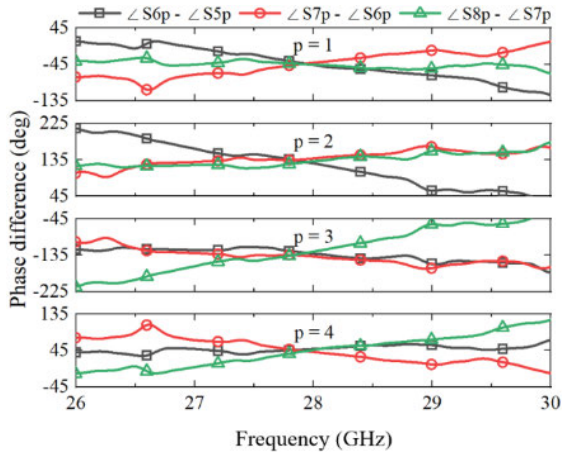 ∠ S6p - ∠ S5p ∠ S7p - ∠ S6p ∠ S8p - ∠ S7p
45
-45
-135
p = 1
225
135
45
p = 2
-45
-135
-225
p = 3
135
45
-45
p = 4
26 27 28 29 30
Phase difference (deg)
Frequency (GHz)